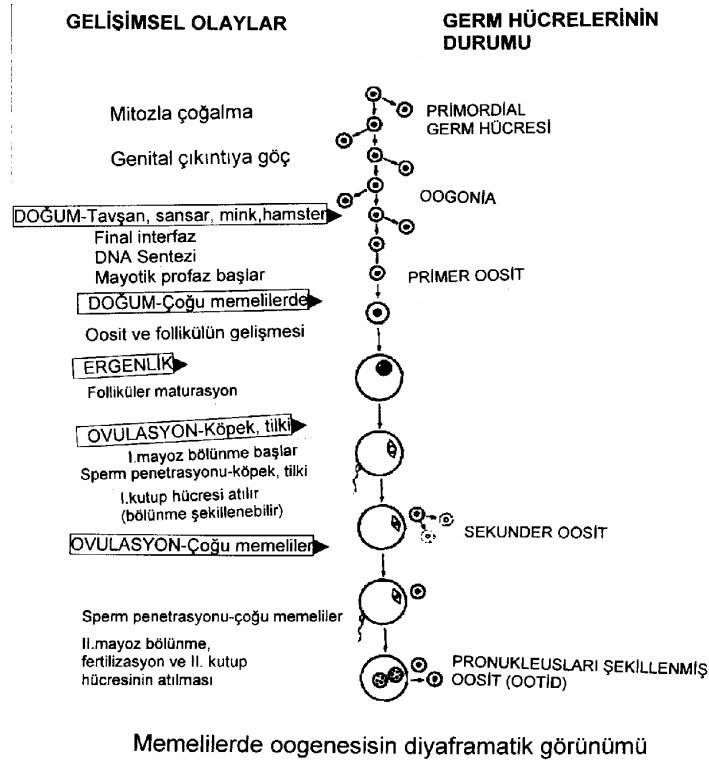 GELİŞİMSEL OLAYLAR
GERM HÜCRELERİNİN
DURUMU
Mitozla çoğalma
PRİMORDİAL
GERM HÜCRESİ
Genital çıkıntıya göç
OOGONİA
DOĞUM-Tavşan, sansar, mink,hamster
Final interfaz
DNA Sentezi
Mayotik profaz başlar
PRİMER OOSİT
DOĞUM-Çoğu memelilerde
Oosit ve follikülün gelişmesi
ERGENLİK
Folliküler maturasyon
OVULASYON-Köpek, tilki
I.mayoz bölünme başlar
Sperm penetrasyonu-köpek, tilki
I.kutup hücresi atılır
(bölünme şekillenebilir)
SEKUNDER OOSİT
OVULASYON-Çoğu memeliler
Sperm penetrasyonu-çoğu memeliler
II.mayoz bölünme,
fertilizasyon ve II. kutup
hücresinin atılması
PRONUKLEUSLARI ŞEKİLLENMİŞ
OOSİT (OOTİD)
Memelilerde oogenesisin diyaframatik görünümü